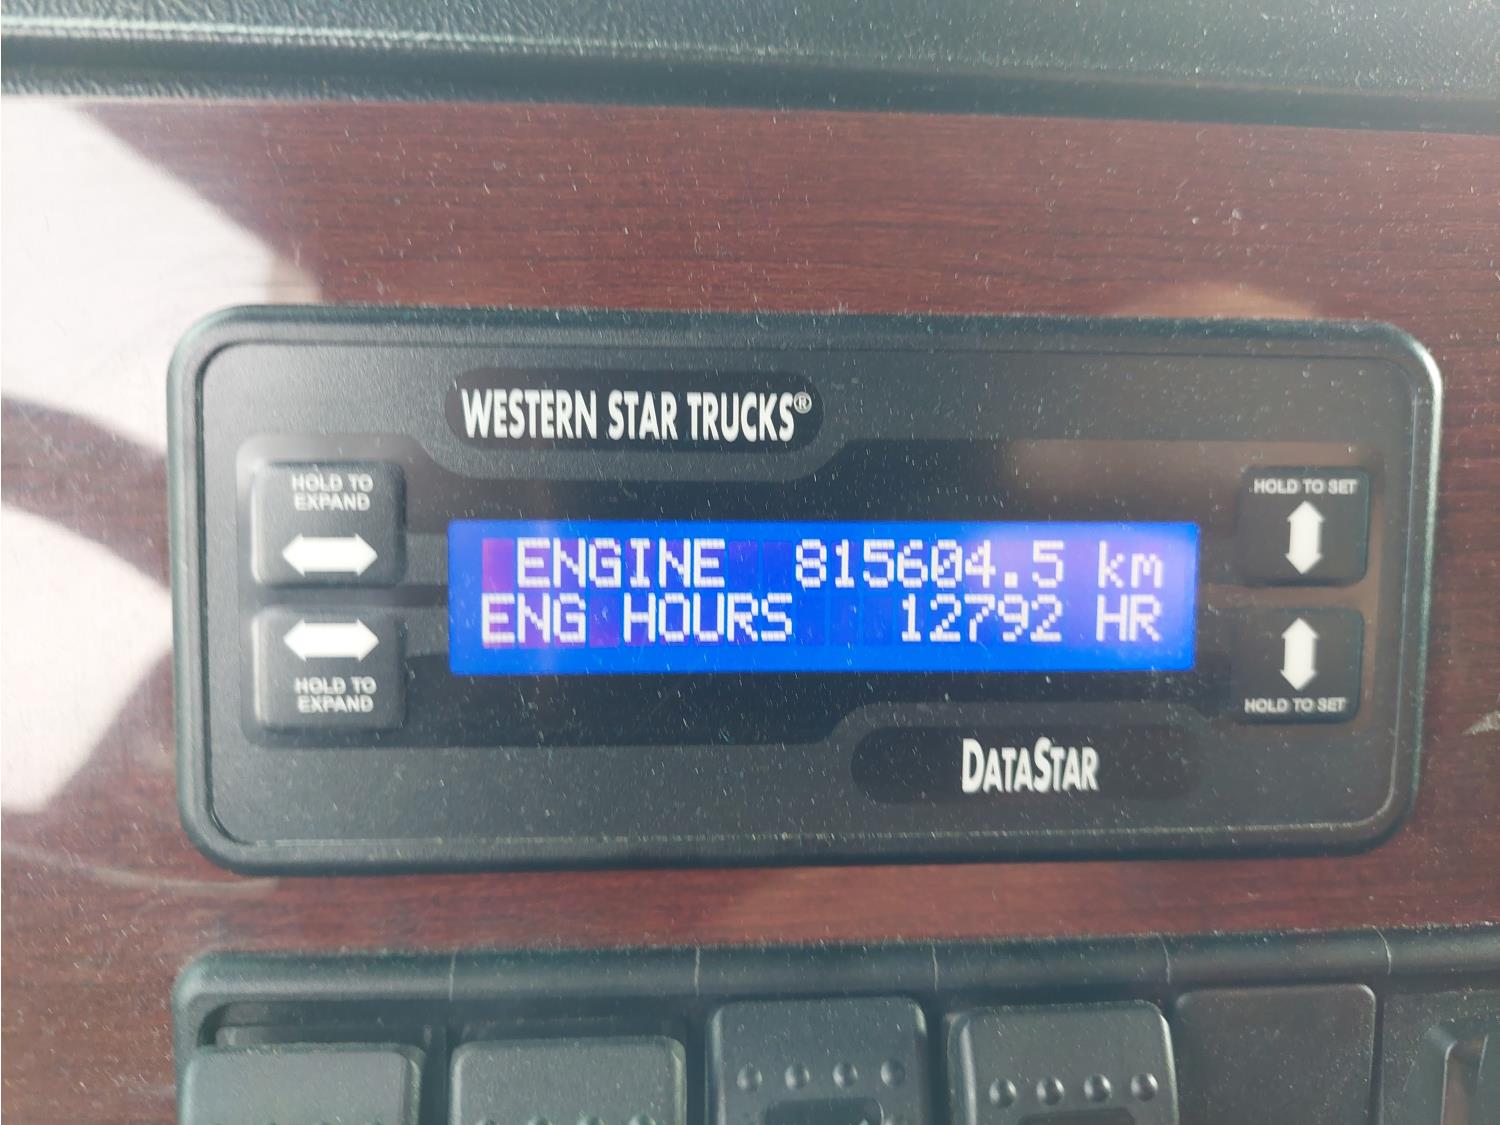 WESTERN STAR TRUCKS®
HOLD TO
EXPAND
HOLD TO SET
ENGINE 815604.5 km
ENG HOURS 12792 HR
HOLD TO
EXPAND
HOLD TO SET
DATASTAR